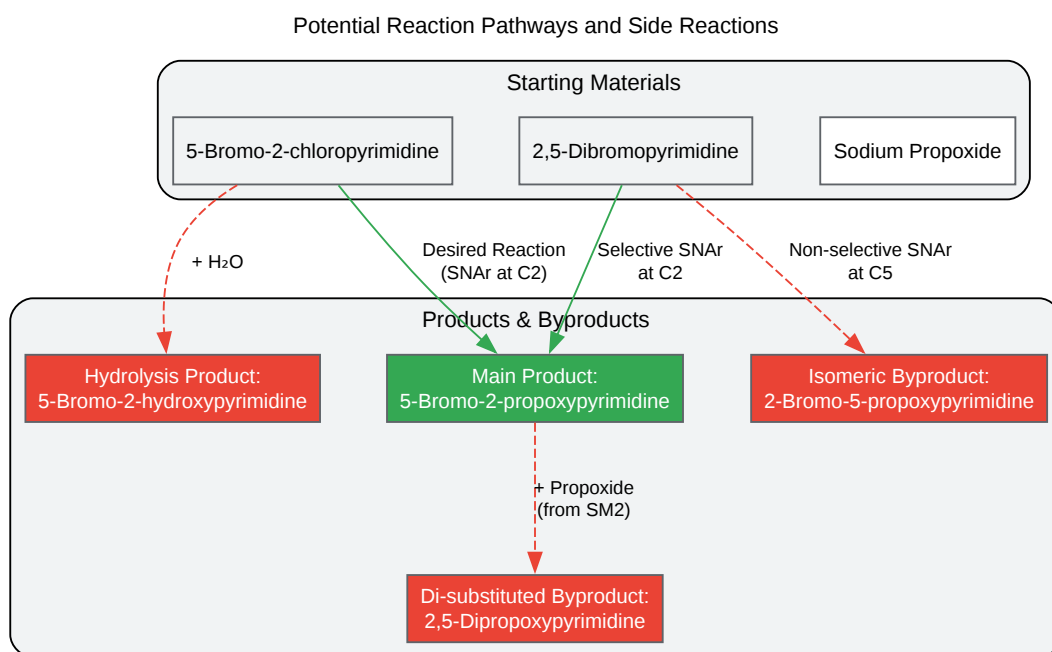 Potential Reaction Pathways and Side Reactions
Starting Materials
5-Bromo-2-chloropyrimidine
2,5-Dibromopyrimidine
Sodium Propoxide
+ H₂O
Desired Reaction
(SNAr at C2)
Selective SNAr
at C2
Non-selective SNAr
at C5
Products & Byproducts
Hydrolysis Product:
5-Bromo-2-hydroxypyrimidine
Main Product:
5-Bromo-2-propoxypyrimidine
Isomeric Byproduct:
2-Bromo-5-propoxypyrimidine
+ Propoxide
(from SM2)
Di-substituted Byproduct:
2,5-Dipropoxypyrimidine